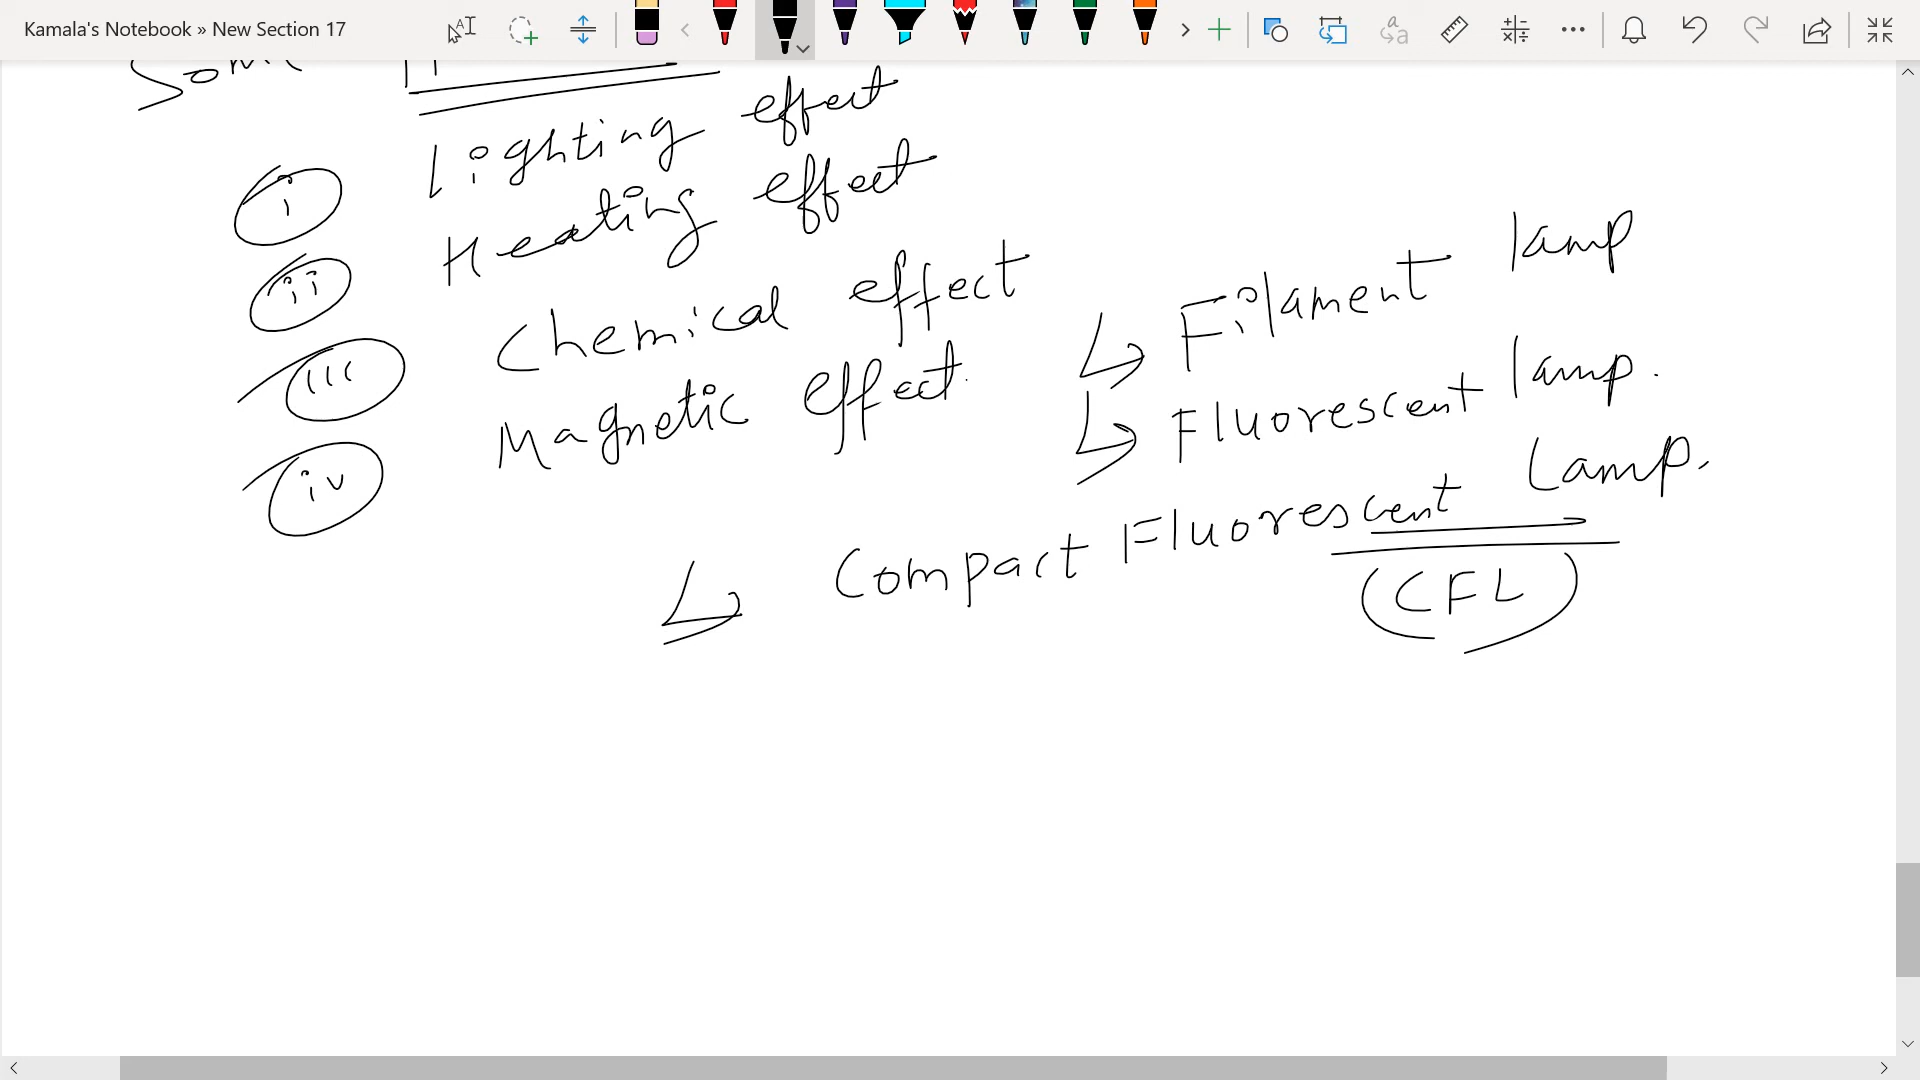 Kamala's Notebook » New Section 17
Some
i Lighting effect
ii Heating effect
iii Chemical effect
iv Magnetic effect.
Filament lamp
Fluorescent lamp.
Compact Fluorescent Lamp.
(CFL)